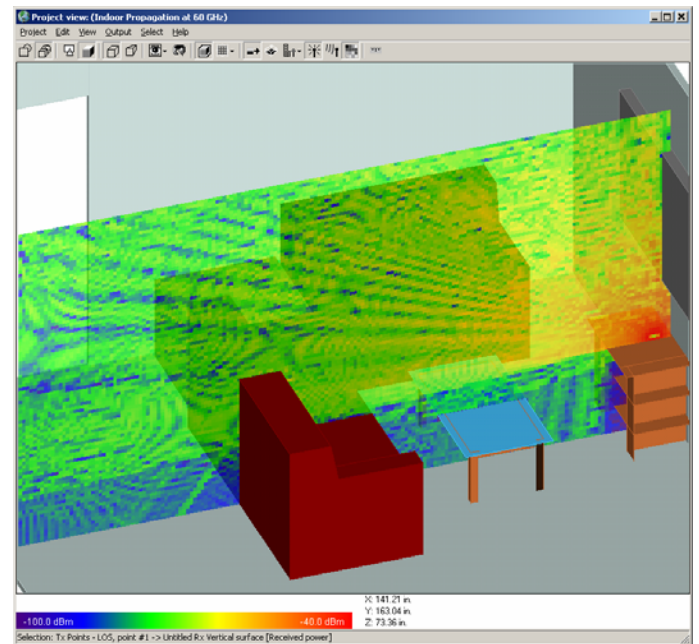 Project view: (Indoor Propagation at 60 GHz)
Project Edit View Output Select Help
X: 141.21 in.
Y: 163.04 in.
Z: 73.36 in.
-100.0 dBm -40.0 dBm
Selection: Tx Points - LOS, point #1 -> Untitled Rx Vertical surface [Received power]